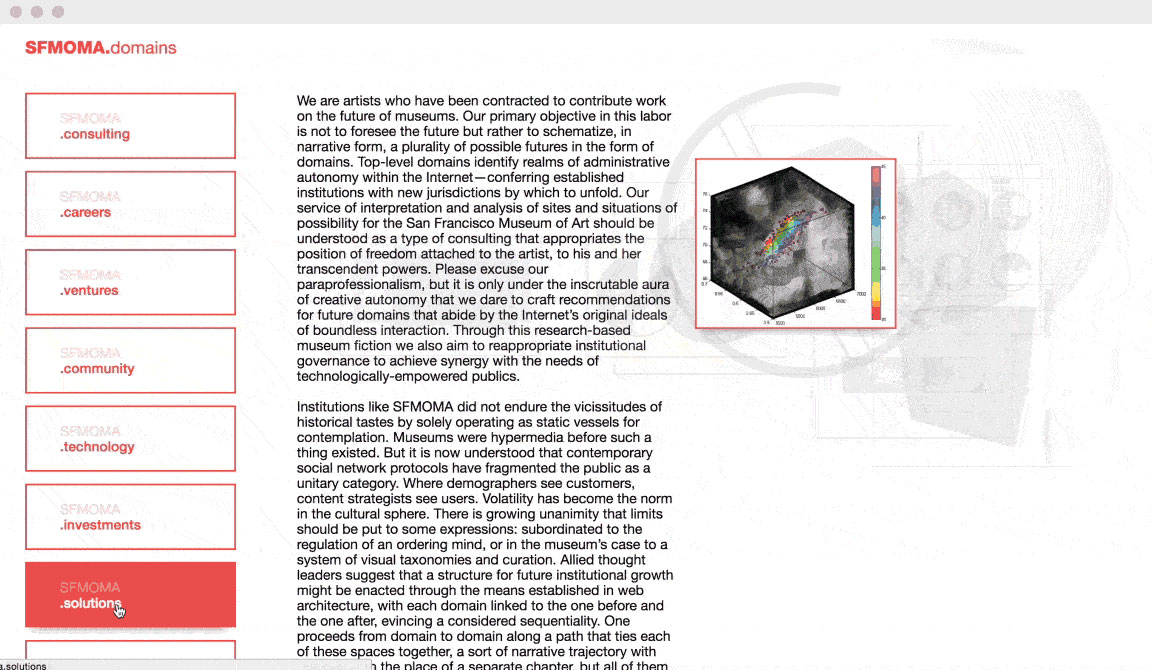 SFMOMA.domains
SFMOMA
.consulting
SFMOMA
.careers
SFMOMA
.ventures
SFMOMA
.community
SFMOMA
.technology
SFMOMA
.investments
SFMOMA
.solutions
a.solutions
We are artists who have been contracted to contribute work
on the future of museums. Our primary objective in this labor
is not to foresee the future but rather to schematize, in
narrative form, a plurality of possible futures in the form of
domains. Top-level domains identify realms of administrative
autonomy within the Internet—conferring established
institutions with new jurisdictions by which to unfold. Our
service of interpretation and analysis of sites and situations of
possibility for the San Francisco Museum of Art should be
understood as a type of consulting that appropriates the
position of freedom attached to the artist, to his and her
transcendent powers. Please excuse our
paraprofessionalism, but it is only under the inscrutable aura
of creative autonomy that we dare to craft recommendations
for future domains that abide by the Internet's original ideals
of boundless interaction. Through this research-based
museum fiction we also aim to reappropriate institutional
governance to achieve synergy with the needs of
technologically-empowered publics.
Institutions like SFMOMA did not endure the vicissitudes of
historical tastes by solely operating as static vessels for
contemplation. Museums were hypermedia before such a
thing existed. But it is now understood that contemporary
social network protocols have fragmented the public as a
unitary category. Where demographers see customers,
content strategists see users. Volatility has become the norm
in the cultural sphere. There is growing unanimity that limits
should be put to some expressions: subordinated to the
regulation of an ordering mind, or in the museum's case to a
system of visual taxonomies and curation. Allied thought
leaders suggest that a structure for future institutional growth
might be enacted through the means established in web
architecture, with each domain linked to the one before and
the one after, evincing a considered sequentiality. One
proceeds from domain to domain along a path that ties each
of these spaces together, a sort of narrative trajectory with
the place of a separate chapter, but all of them